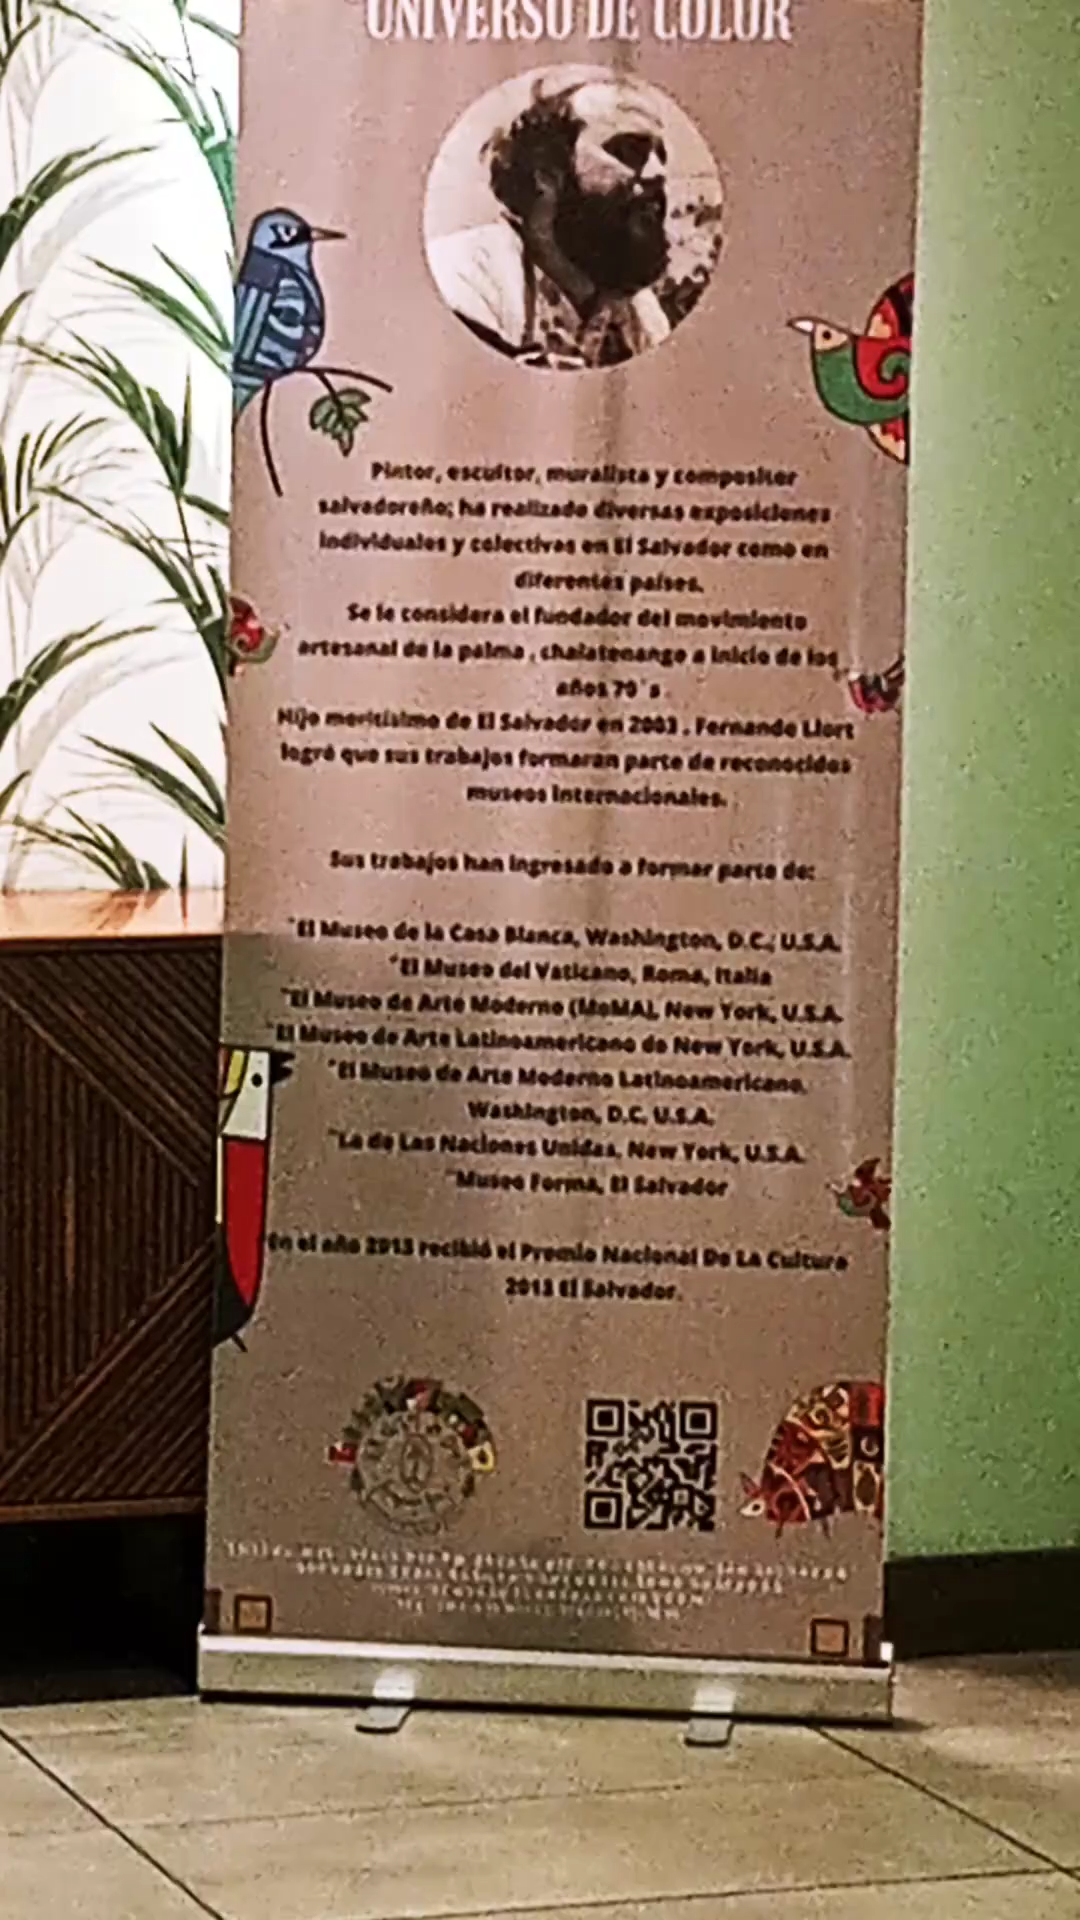 UNIVERSO DE COLOR
Pintor, escultor, muralista y compositor
salvadoreño; ha realizado diversas exposiciones
individuales y colectivas en El Salvador como en
diferentes países.
Se le considera el fundador del movimiento
artesanal de la palma , chalatenango a inicio de los
años 70´s .
Hijo meritísimo de El Salvador en 2003 . Fernando Llort
logró que sus trabajos formaran parte de reconocidos
museos internacionales.
Sus trabajos han ingresado a formar parte de:
*El Museo de la Casa Blanca, Washington, D.C.; U.S.A.
*El Museo del Vaticano, Roma, Italia
*El Museo de Arte Moderno (MoMA), New York, U.S.A.
*El Museo de Arte Latinoamericano de New York, U.S.A.
*El Museo de Arte Moderno Latinoamericano,
Washington, D.C, U.S.A.
*La de Las Naciones Unidas, New York, U.S.A.
*Museo Forma, El Salvador
En el año 2013 recibió el Premio Nacional De La Cultura
2013 El Salvador.